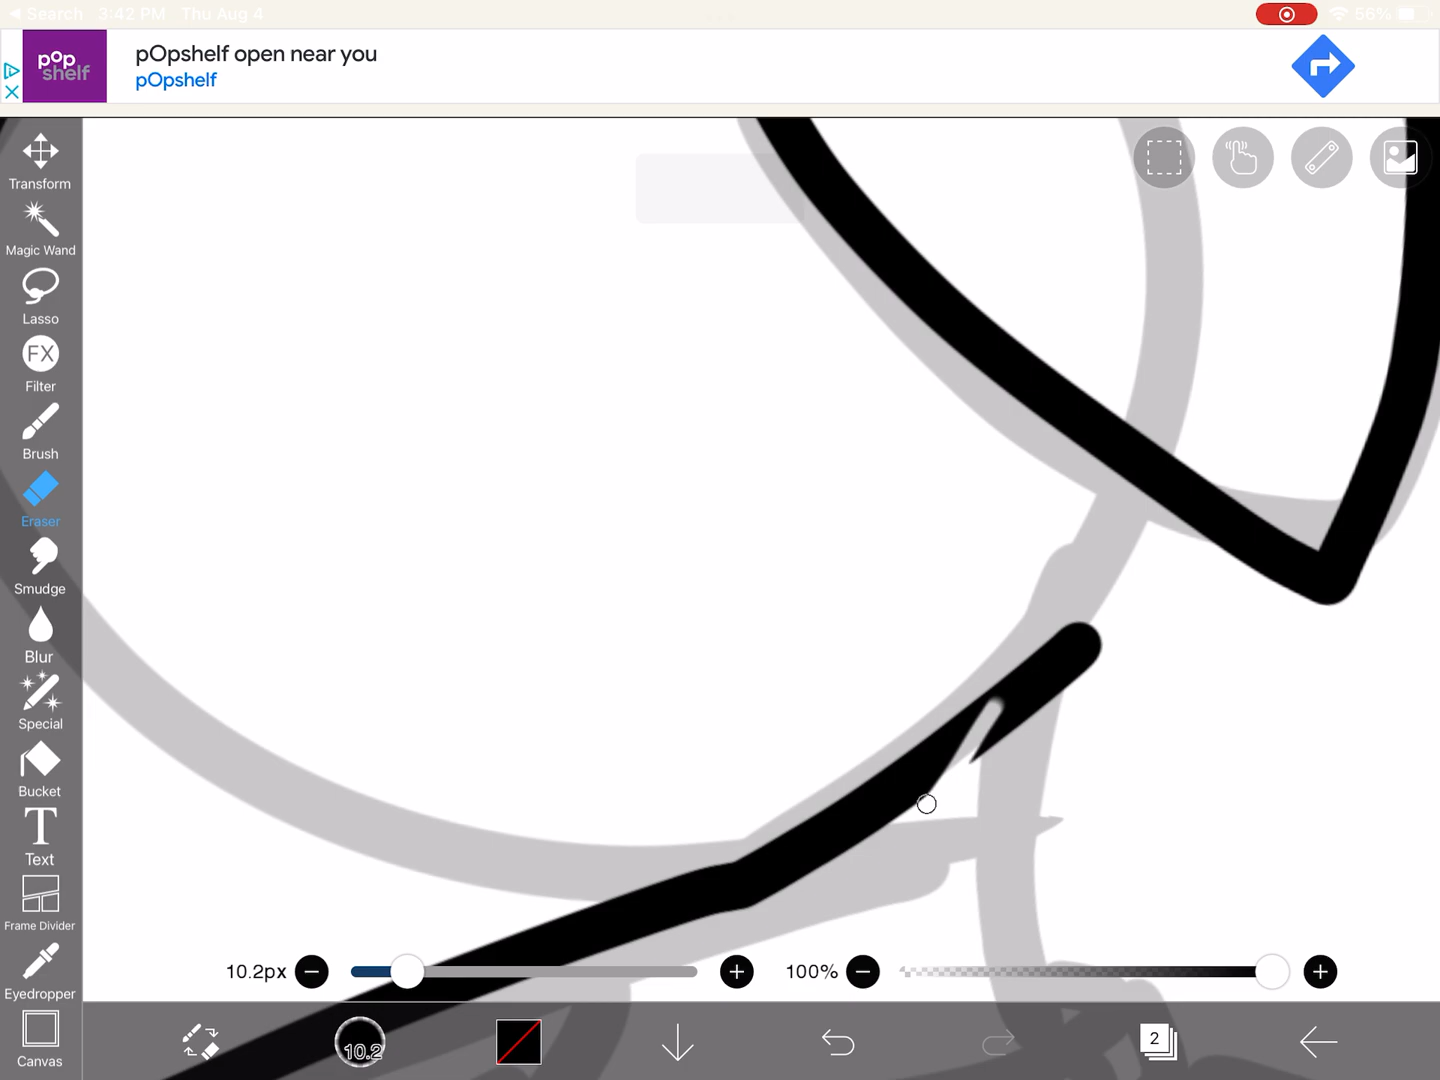 Search 3:42 PM Thu Aug 4 56%
pop shelf
pOpshelf open near you
pOpshelf
Transform
Magic Wand
Lasso
FX
Filter
Brush
Eraser
Smudge
Blur
Special
Bucket
T
Text
Frame Divider
Eyedropper
Canvas
10.2px
100%
10.2
2